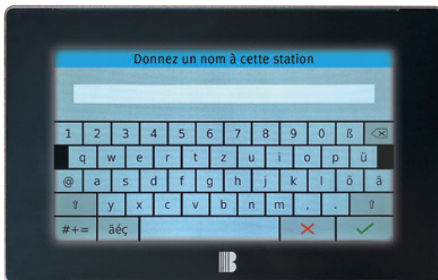 Donnez un nom à cette station
1 2 3 4 5 6 7 8 9 0 ß
q w e r t z u i o p ü
@ a s d f g h j k l ö ä
y x c v b n m , .
#+= äéç
B